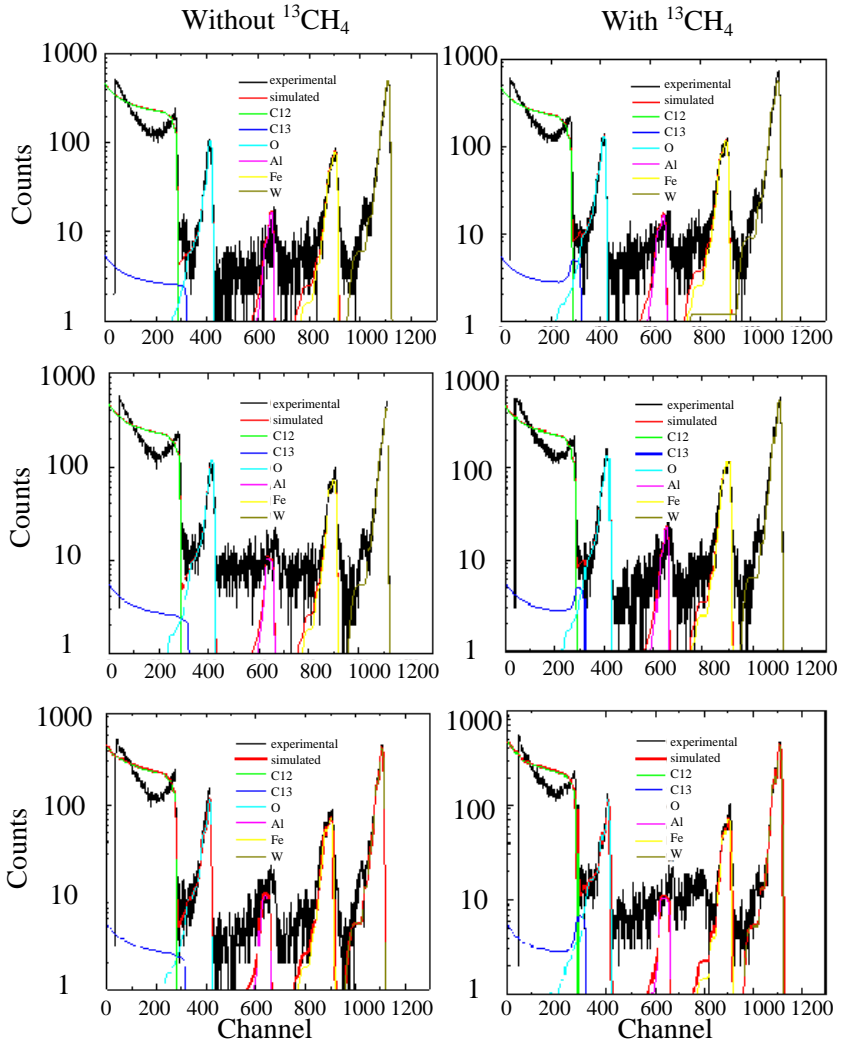 Without ¹³CH₄
With ¹³CH₄
1000
100
10
1
Counts
0 200 400 600 800 1000 1200
experimental
simulated
C12
C13
O
Al
Fe
W
1000
100
10
1
0 200 400 600 800 1000 1200
experimental
simulated
C12
C13
O
Al
Fe
W
1000
100
10
1
Counts
0 200 400 600 800 1000 1200
experimental
simulated
C12
C13
O
Al
Fe
W
1000
100
10
1
0 200 400 600 800 1000 1200
experimental
simulated
C12
C13
O
Al
Fe
W
1000
100
10
1
Counts
0 200 400 600 800 1000 1200
Channel
experimental
simulated
C12
C13
O
Al
Fe
W
1000
100
10
1
0 200 400 600 800 1000 1200
Channel
experimental
simulated
C12
C13
O
Al
Fe
W